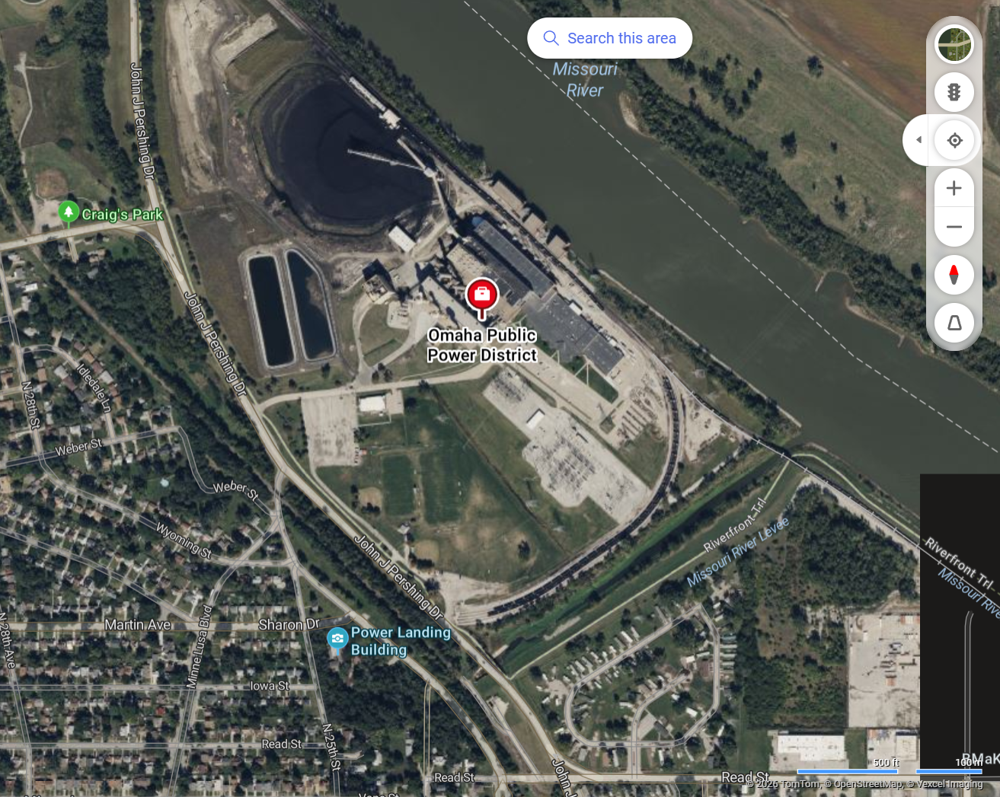 Search this area
Missouri
River
John J Pershing Dr
Craig's Park
John J Pershing Dr
Omaha Public
Power District
Idledale Ln
N 28th St
Weber St
Weber St
Wyoming St
Riverfront Trl
Missouri River Levee
John J Pershing Dr
Riverfront Trl
Missouri Riv
N 28th Ave
Martin Ave
Sharon Dr
Minne Lusa Blvd
Power Landing
Building
Iowa St
N 25th St
Read St
Read St
John J
Read St
BMaK
500 ft
100 m
© 2026 TomTom, © OpenStreetMap, © Vexcel Imaging